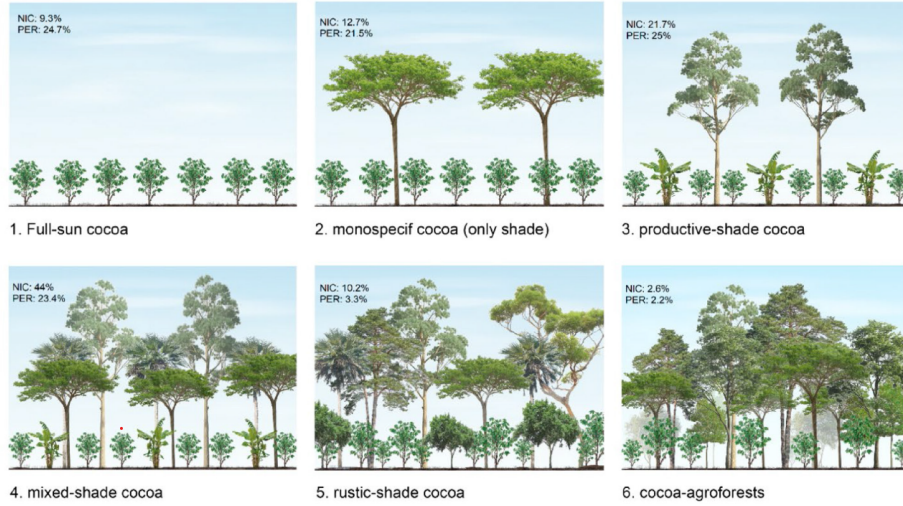 NIC: 9.3%
PER: 24.7%
1. Full-sun cocoa
NIC: 12.7%
PER: 21.5%
2. monospecif cocoa (only shade)
NIC: 21.7%
PER: 25%
3. productive-shade cocoa
NIC: 44%
PER: 23.4%
4. mixed-shade cocoa
NIC: 10.2%
PER: 3.3%
5. rustic-shade cocoa
NIC: 2.6%
PER: 2.2%
6. cocoa-agroforests